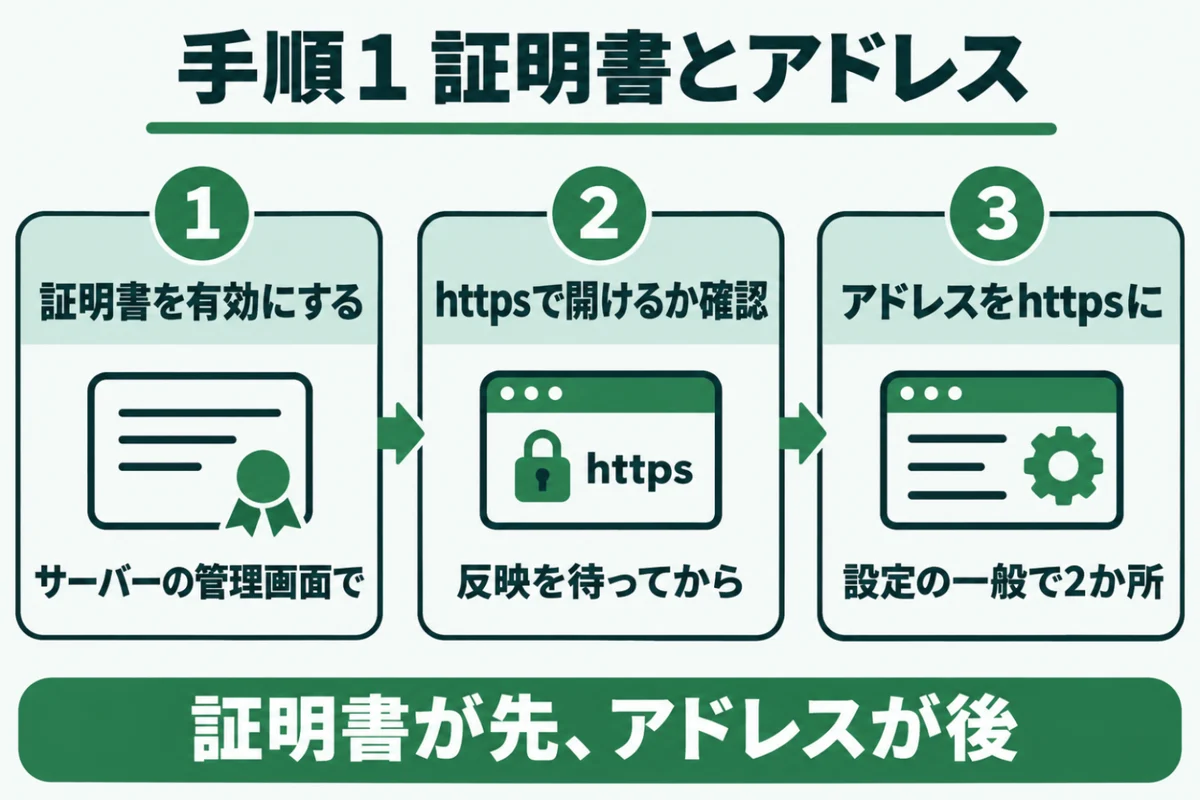 手順1 証明書とアドレス
1
証明書を有効にする
サーバーの管理画面で
2
httpsで開けるか確認
https
反映を待ってから
3
アドレスをhttpsに
設定の一般で2か所
証明書が先、アドレスが後